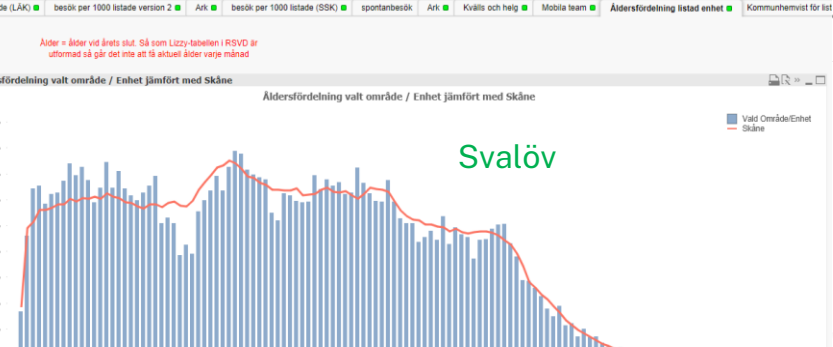 de (LÄK) besök per 1000 listade version 2 Ark besök per 1000 listade (SSK) spontanbesök Ark Kvälls och helg Mobila team Åldersfördelning listad enhet Kommunhemvist för list
Ålder = ålder vid årets slut. Så som Lizzy-tabellen i RSVD är
utformad så går det inte att få aktuell ålder varje månad
sfördelning valt område / Enhet jämfört med Skåne
Åldersfördelning valt område / Enhet jämfört med Skåne
Vald Område/Enhet
Skåne
Svalöv